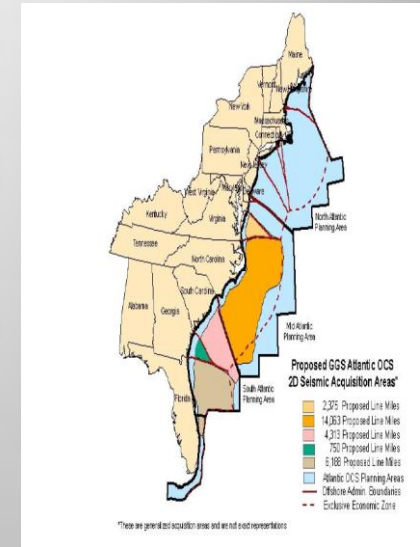 Maine
Vermont
New Hampshire
New York
Massachusetts
Connecticut
Pennsylvania
New Jersey
Maryland
Delaware
West Virginia
Virginia
Kentucky
North Atlantic
Planning Area
Tennessee
North Carolina
South Carolina
Mid Atlantic
Planning Area
Alabama
Georgia
South Atlantic
Planning Area
Florida
Proposed GGS Atlantic OCS
2D Seismic Acquisition Areas*
2,375 Proposed Line Miles
14,063 Proposed Line Miles
4,313 Proposed Line Miles
750 Proposed Line Miles
6,188 Proposed Line Miles
Atlantic OCS Planning Areas
Offshore Admin. Boundaries
Exclusive Economic Zone
*These are generalized acquisition areas and are not exact representations